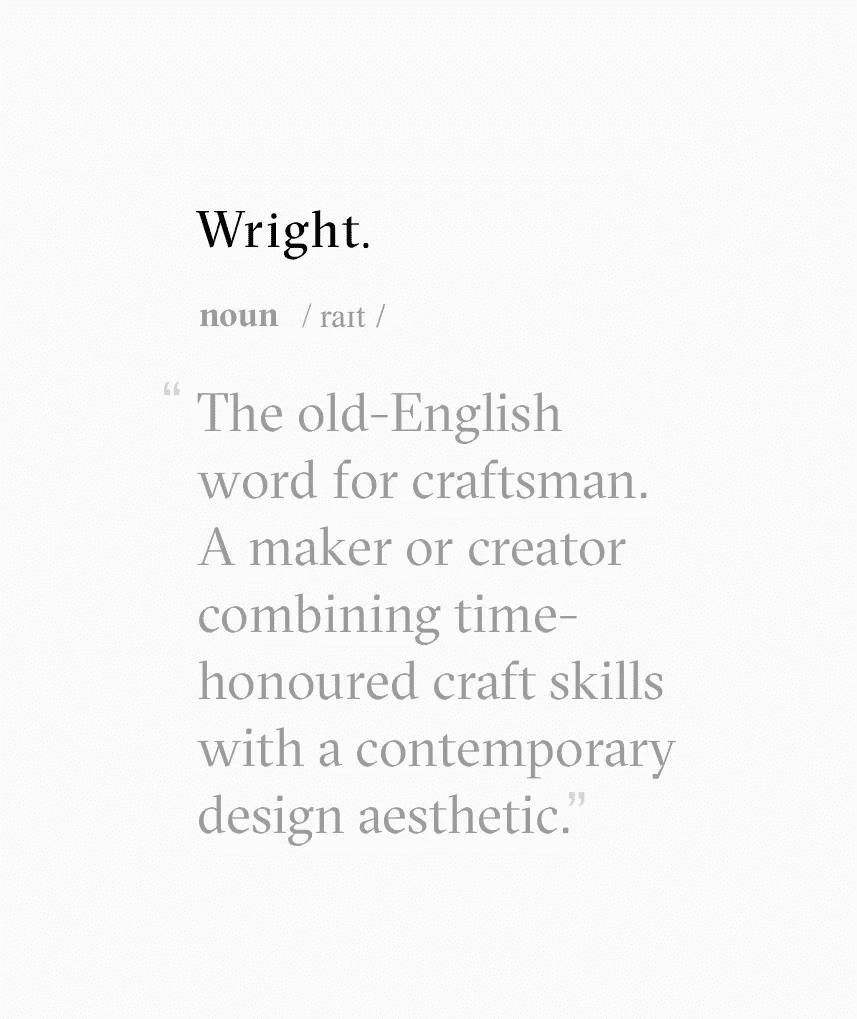 Wright.
noun / raɪt /
“ The old-English
word for craftsman.
A maker or creator
combining time-
honoured craft skills
with a contemporary
design aesthetic.”